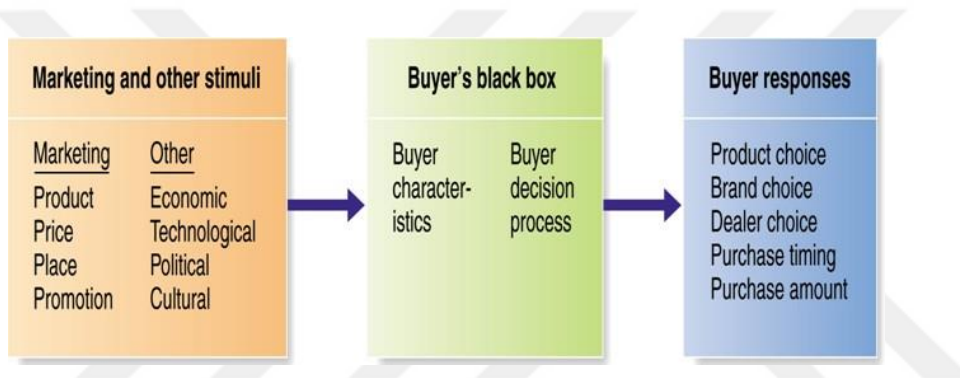 Marketing and other stimuli
Marketing Other
Product Economic
Price Technological
Place Political
Promotion Cultural
Buyer's black box
Buyer
character-
istics
Buyer
decision
process
Buyer responses
Product choice
Brand choice
Dealer choice
Purchase timing
Purchase amount